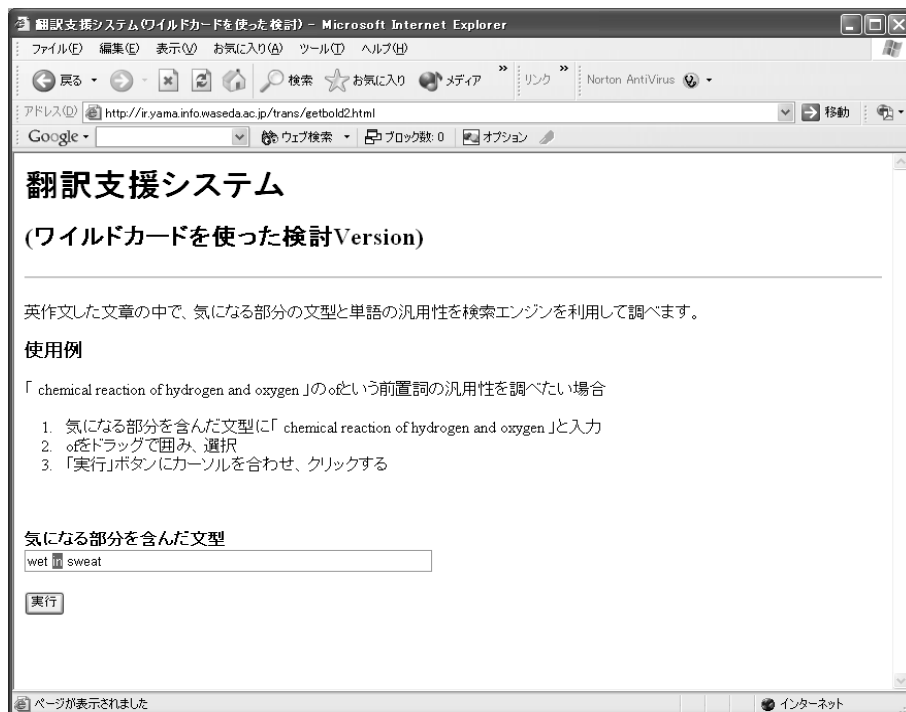 翻訳支援システム(ワイルドカードを使った検討) - Microsoft Internet Explorer
ファイル(F) 編集(E) 表示(V) お気に入り(A) ツール(T) ヘルプ(H)
戻る 検索 お気に入り メディア » リンク » Norton AntiVirus
アドレス(D) http://ir.yama.info.waseda.ac.jp/trans/getbold2.html 移動
Google ウェブ検索 ブロック数: 0 オプション
翻訳支援システム
(ワイルドカードを使った検討Version)
英作文した文章の中で、気になる部分の文型と単語の汎用性を検索エンジンを利用して調べます。
使用例
「 chemical reaction of hydrogen and oxygen 」のofという前置詞の汎用性を調べたい場合
1. 気になる部分を含んだ文型に「 chemical reaction of hydrogen and oxygen 」と入力
2. ofをドラッグで囲み、選択
3. 「実行」ボタンにカーソルを合わせ、クリックする
気になる部分を含んだ文型
wet in sweat
実行
ページが表示されました インターネット